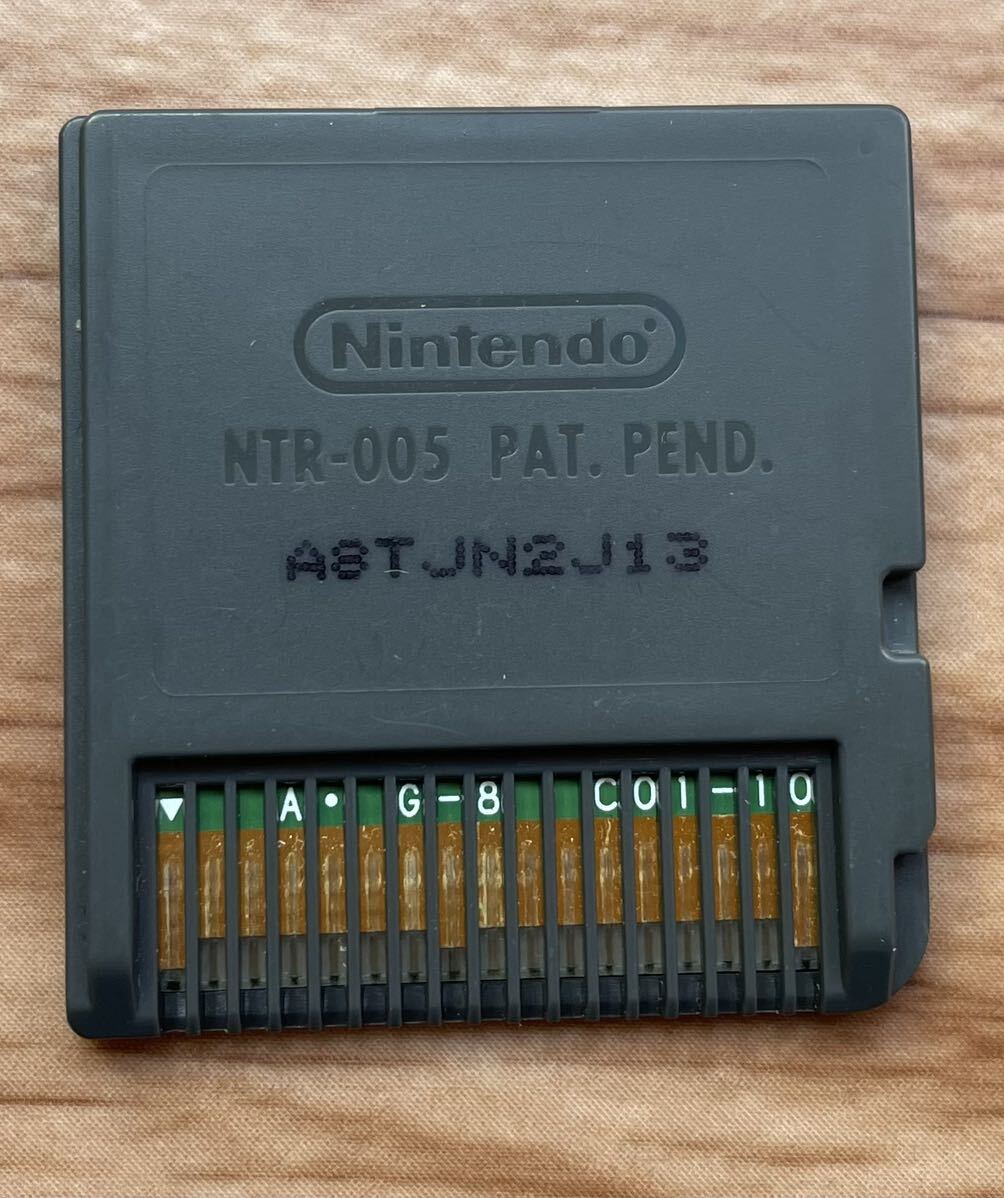 Nintendo
NTR-005 PAT. PEND.
A8TJN2J13
▼ A • G-8 C01-10